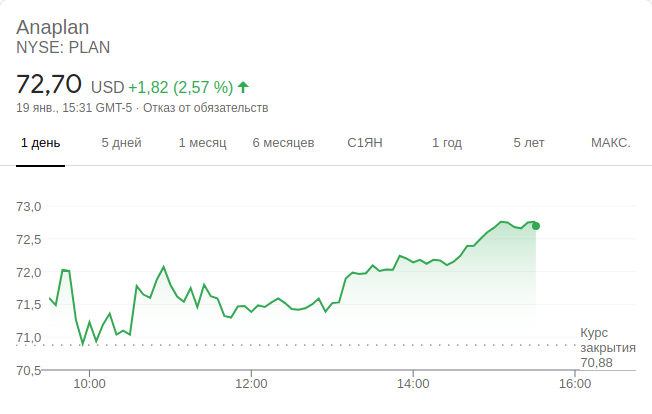 Anaplan
NYSE: PLAN
72,70 USD +1,82 (2,57 %)
19 янв., 15:31 GMT-5 · Отказ от обязательств
1 день 5 дней 1 месяц 6 месяцев С1ЯН 1 год 5 лет МАКС.
73,0
72,5
72,0
71,5
71,0
70,5
Курс
закрытия
70,88
10:00 12:00 14:00 16:00